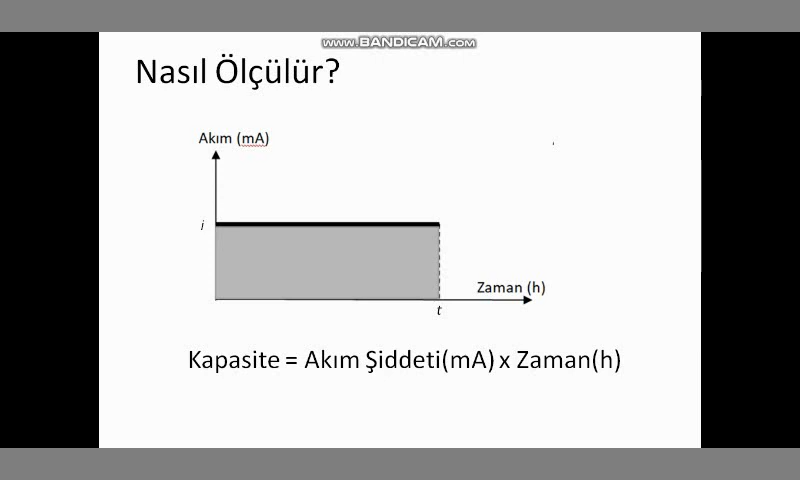 www.BANDICAM.com
Nasıl Ölçülür?
Akım (mA)
i
Zaman (h)
t
Kapasite = Akım Şiddeti(mA) x Zaman(h)